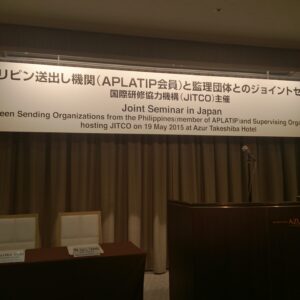 リピン送出し機関(APLATIP会員)と監理団体とのジョイントセ
国際研修協力機構(JITCO)主催
Joint Seminar in Japan
een Sending Organizations from the Philippines(member of APLATIP)and Supervising Orga
hosting JITCO on 19 May 2015 at Azur Takeshiba Hotel